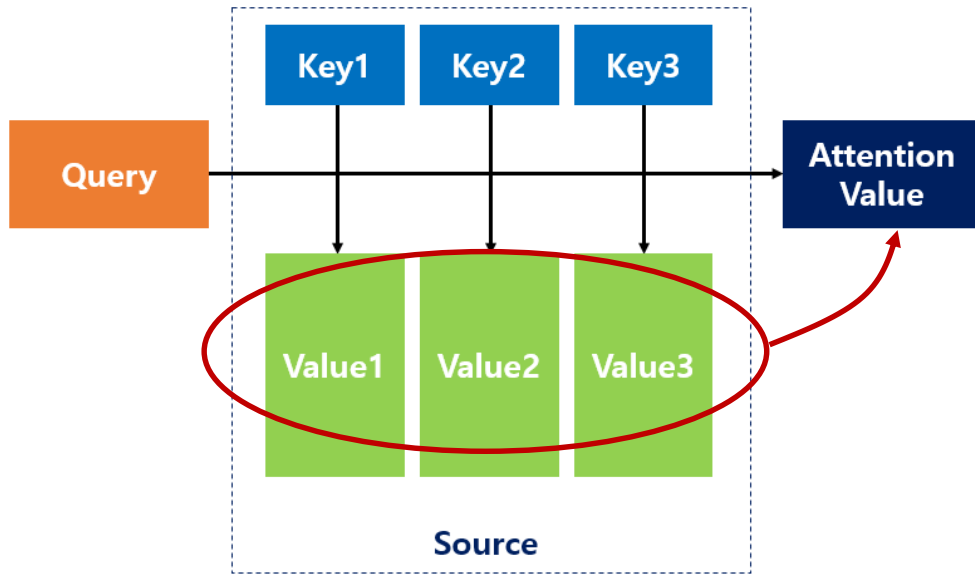 Key1 Key2 Key3
Query
Attention
Value
Value1 Value2 Value3
Source